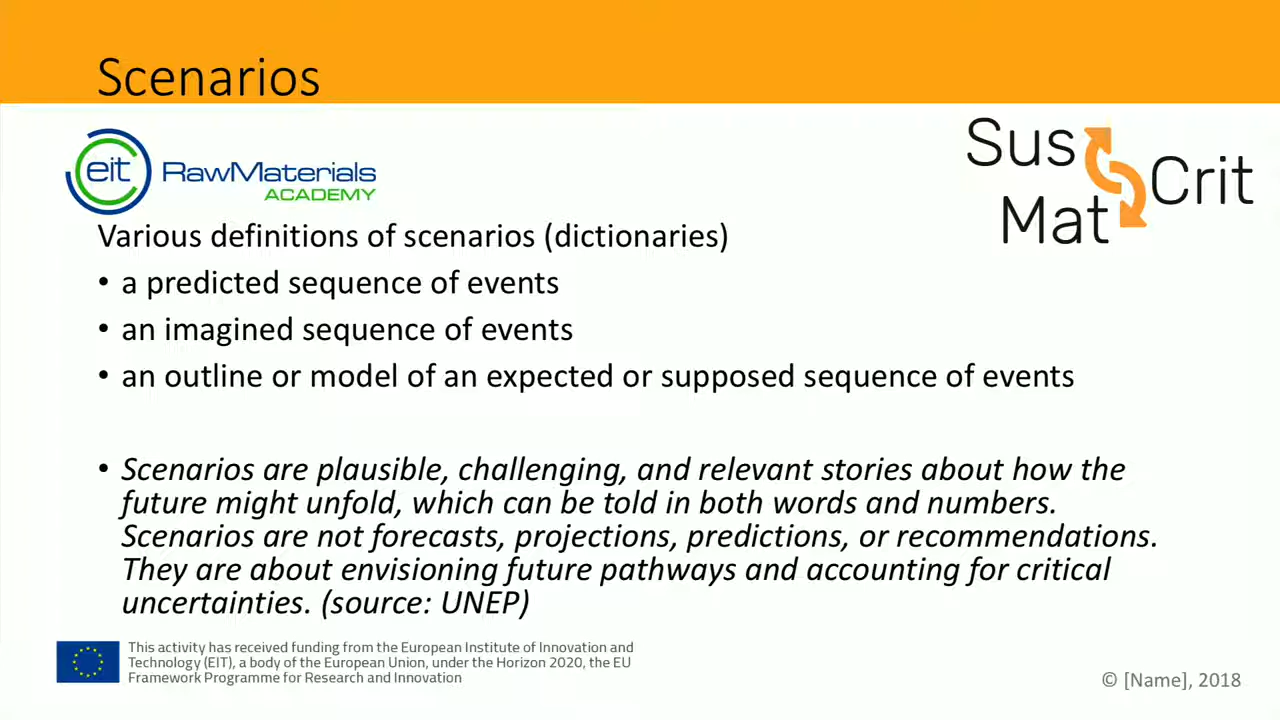 Scenarios
eit RawMaterials
ACADEMY
Sus
Crit
Mat
Various definitions of scenarios (dictionaries)
• a predicted sequence of events
• an imagined sequence of events
• an outline or model of an expected or supposed sequence of events
• Scenarios are plausible, challenging, and relevant stories about how the
future might unfold, which can be told in both words and numbers.
Scenarios are not forecasts, projections, predictions, or recommendations.
They are about envisioning future pathways and accounting for critical
uncertainties. (source: UNEP)
This activity has received funding from the European Institute of Innovation and
Technology (EIT), a body of the European Union, under the Horizon 2020, the EU
Framework Programme for Research and Innovation
© [Name], 2018